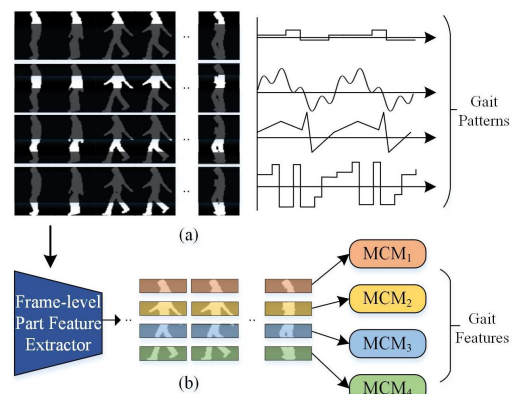 Gait
Patterns
(a)
Frame-level
Part Feature
Extractor
MCM1
MCM2
MCM3
MCM4
Gait
Features
(b)